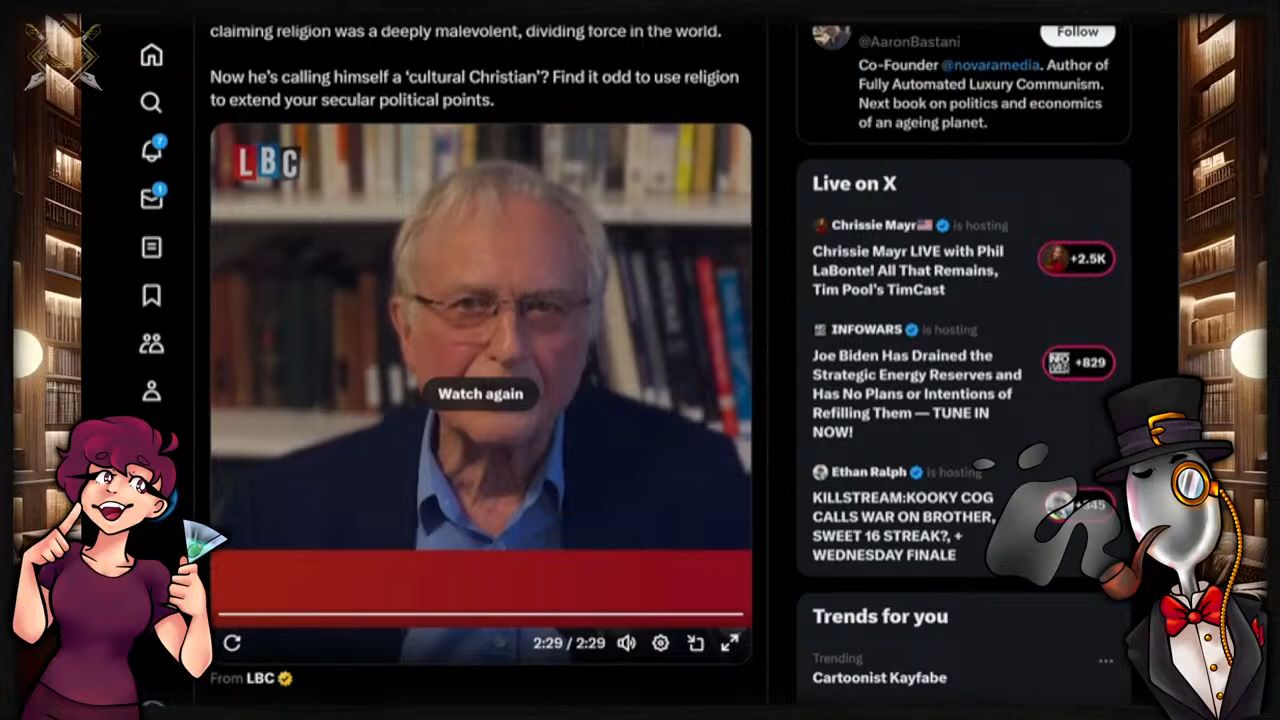 claiming religion was a deeply malevolent, dividing force in the world.
Now he's calling himself a 'cultural Christian'? Find it odd to use religion
to extend your secular political points.
LBC
Watch again
2:29 / 2:29
From LBC
7
1
@AaronBastani
Follow
Co-Founder @novaramedia. Author of
Fully Automated Luxury Communism.
Next book on politics and economics
of an ageing planet.
Live on X
Chrissie Mayr is hosting
Chrissie Mayr LIVE with Phil
LaBonte! All That Remains,
Tim Pool's TimCast
+2.5K
INFOWARS is hosting
Joe Biden Has Drained the
Strategic Energy Reserves and
Has No Plans or Intentions of
Refilling Them — TUNE IN
NOW!
+829
Ethan Ralph is hosting
KILLSTREAM:KOOKY COG
CALLS WAR ON BROTHER,
SWEET 16 STREAK?, +
WEDNESDAY FINALE
Trends for you
Trending
Cartoonist Kayfabe